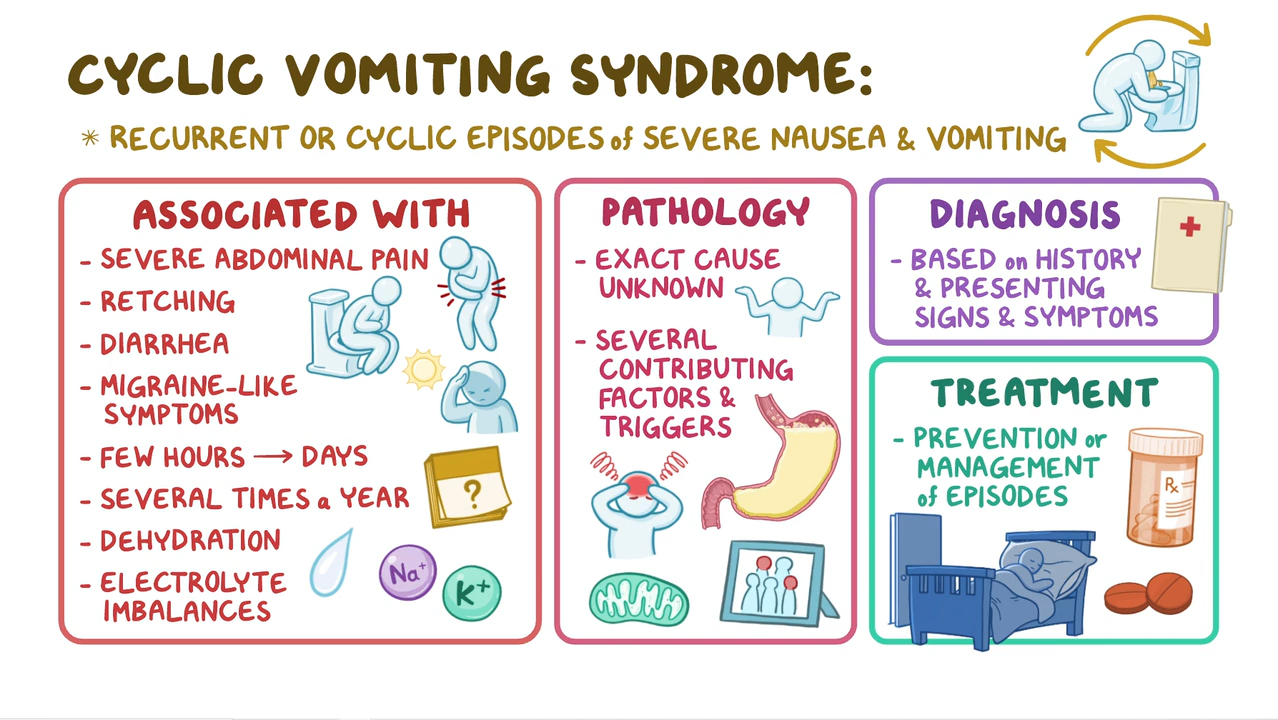 CYCLIC VOMITING SYNDROME:
* RECURRENT OR CYCLIC EPISODES of SEVERE NAUSEA & VOMITING
ASSOCIATED WITH
- SEVERE ABDOMINAL PAIN
- RETCHING
- DIARRHEA
- MIGRAINE-LIKE
SYMPTOMS
- FEW HOURS → DAYS
- SEVERAL TIMES a YEAR
?
- DEHYDRATION
- ELECTROLYTE
IMBALANCES
Na+
K+
PATHOLOGY
- EXACT CAUSE
UNKNOWN
- SEVERAL
CONTRIBUTING
FACTORS &
TRIGGERS
DIAGNOSIS
- BASED on HISTORY
& PRESENTING
SIGNS & SYMPTOMS
TREATMENT
- PREVENTION or
MANAGEMENT
of EPISODES
Rx